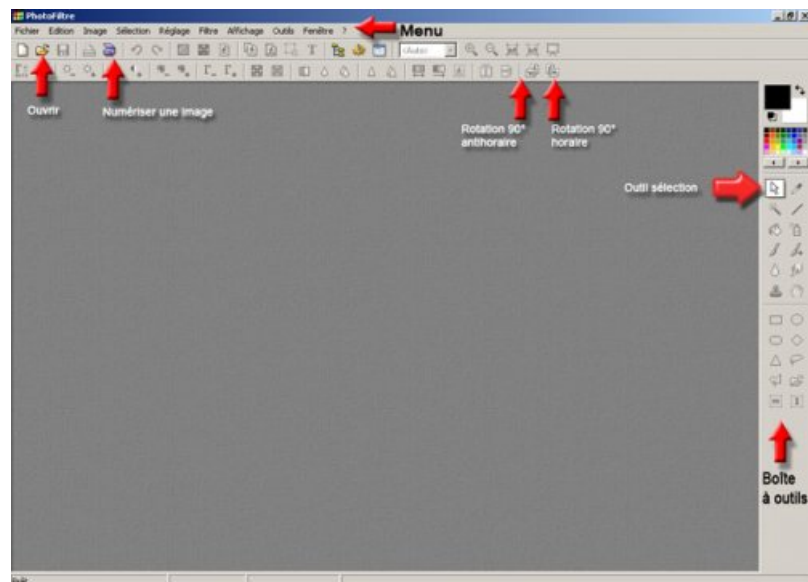 PhotoFiltre
Fichier Edition Image Sélection Réglage Filtre Affichage Outils Fenêtre ?
Menu
Ouvrir
Numériser une image
Rotation 90°
antihoraire
Rotation 90°
horaire
Outil sélection
Boîte
à outils